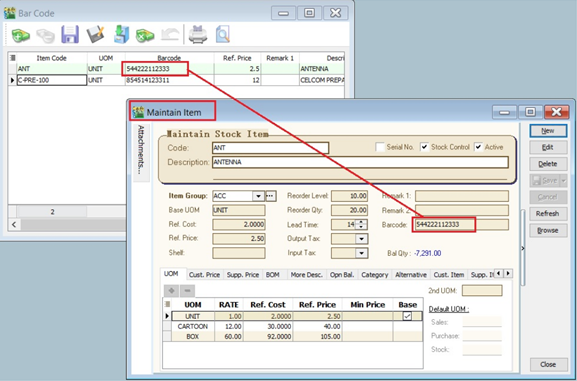 Bar Code
Item Code UOM Barcode Ref. Price Remark 1 Descri
ANT UNIT 544222112333 2.5 ANTENNA
C-PRE-100 UNIT 854514123311 12 CELCOM PREPA
2
Maintain Item
Attachments...
Maintain Stock Item
Code: ANT Serial No. Stock Control Active
Description: ANTENNA
Item Group: ACC Reorder Level: 10.00 Remark 1:
Base UOM UNIT Reorder Qty: 20.00 Remark 2:
Ref. Cost: 2.0000 Lead Time: 14 Barcode: 544222112333
Ref. Price: 2.50 Output Tax:
Shelf: Input Tax: Bal Qty : -7,291.00
UOM Cust. Price Supp. Price BOM More Desc. Opn Bal. Category Alternative Cust. Item Supp. It
2nd UOM:
UOM RATE Ref. Cost Ref. Price Min Price Base
UNIT 1.00 2.0000 2.50
CARTOON 12.00 30.0000 40.00
BOX 60.00 92.0000 105.00
Default UOM :
Sales:
Purchase:
Stock:
New
Edit
Delete
Save
Cancel
Refresh
Browse
Close